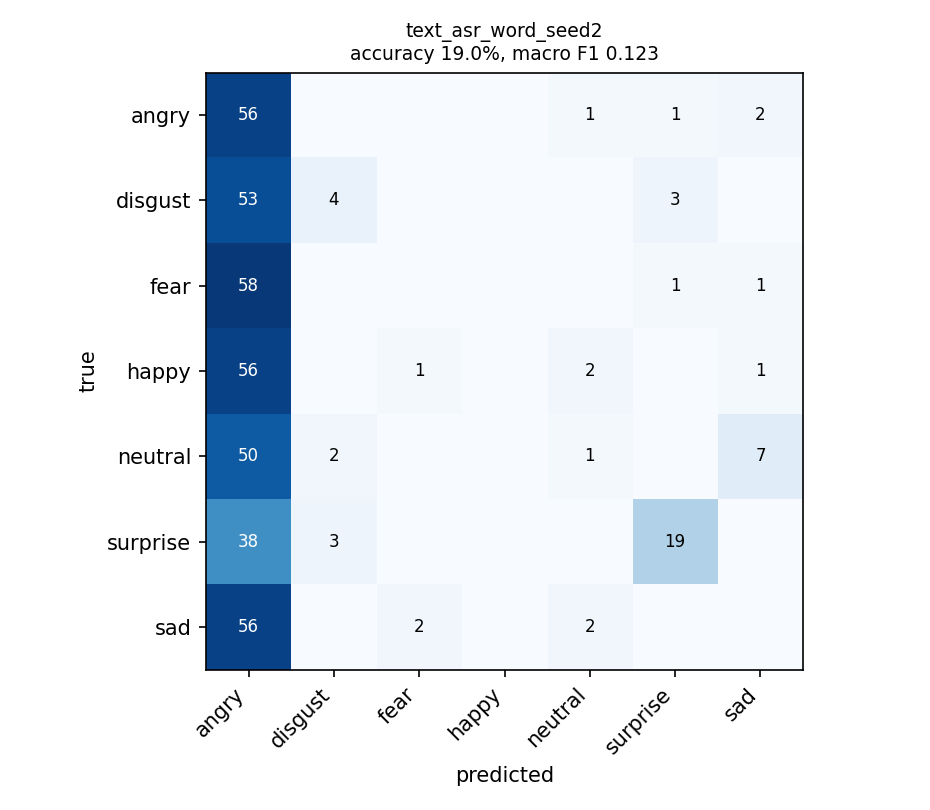 text_asr_word_seed2
accuracy 19.0%, macro F1 0.123
angry 56 1 1 2
disgust 53 4 3
fear 58 1 1
happy 56 1 2 1
neutral 50 2 1 7
surprise 38 3 19
sad 56 2 2
true
angry disgust fear happy neutral surprise sad
predicted